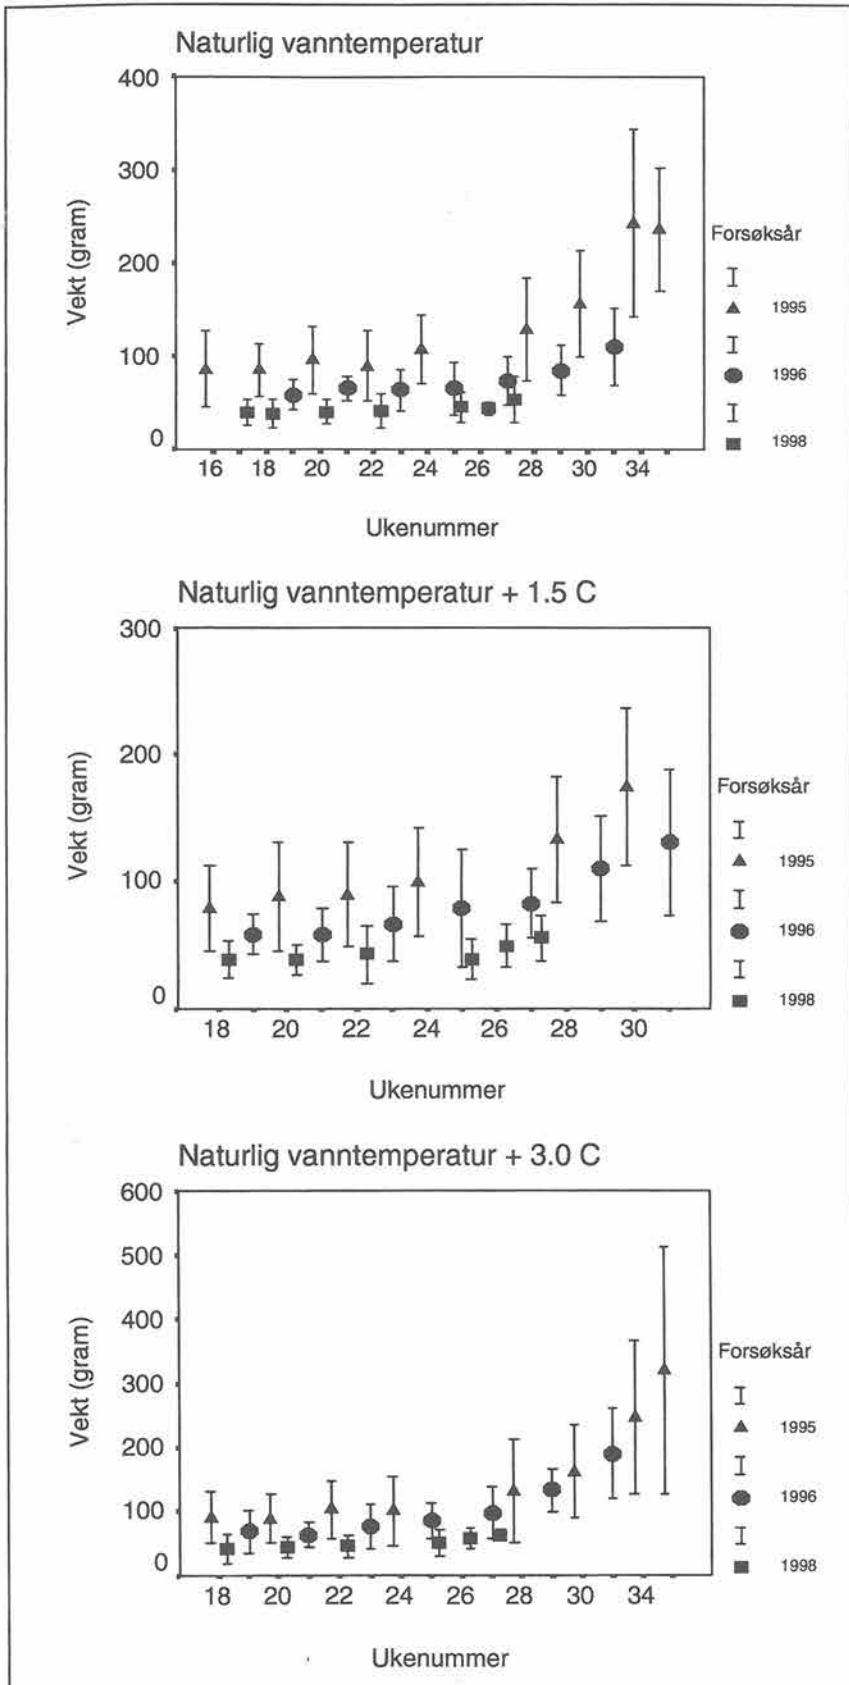 Naturlig vanntemperatur
400
300
200
100
0
Vekt (gram)
16 18 20 22 24 26 28 30 34
Ukenummer
Forsøksår
1995
1996
1998
Naturlig vanntemperatur + 1.5 C
300
200
100
0
Vekt (gram)
18 20 22 24 26 28 30
Ukenummer
Forsøksår
1995
1996
1998
Naturlig vanntemperatur + 3.0 C
600
500
400
300
200
100
0
Vekt (gram)
18 20 22 24 26 28 30 34
Ukenummer
Forsøksår
1995
1996
1998